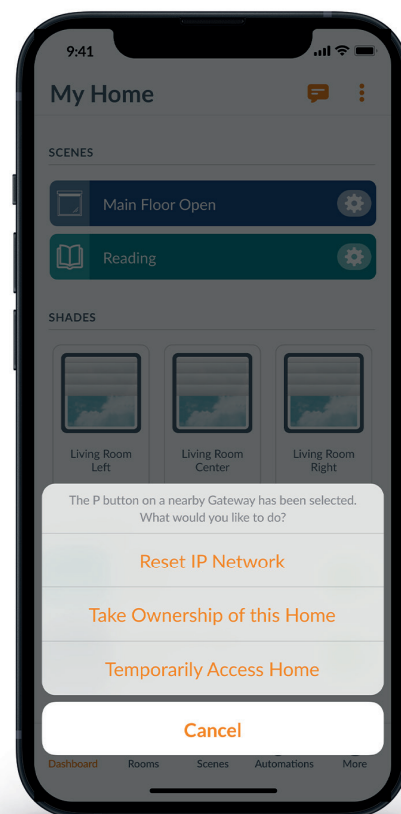 9:41
My Home
SCENES
Main Floor Open
Reading
SHADES
Living Room
Left
Living Room
Center
Living Room
Right
The P button on a nearby Gateway has been selected.
What would you like to do?
Reset IP Network
Take Ownership of this Home
Temporarily Access Home
Cancel
Dashboard
Rooms
Scenes
Automations
More